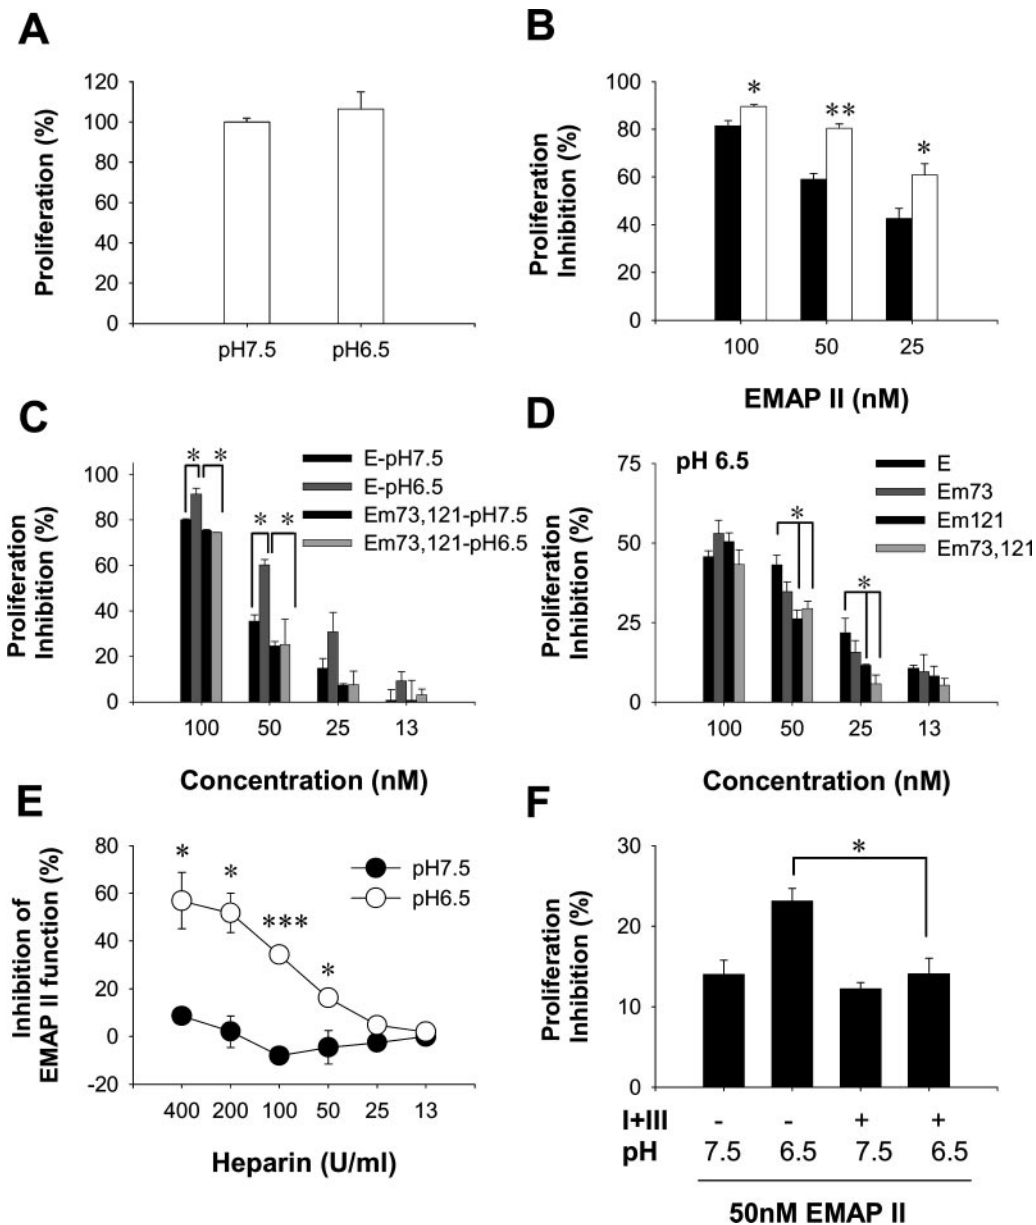 A
Proliferation (%)
120
100
80
60
40
20
0
pH7.5 pH6.5
B
Proliferation
Inhibition (%)
100
80
60
40
20
0
* ** *
100 50 25
EMAP II (nM)
C
Proliferation
Inhibition (%)
100
80
60
40
20
0
* *
* *
E-pH7.5
E-pH6.5
Em73,121-pH7.5
Em73,121-pH6.5
100 50 25 13
Concentration (nM)
D
pH 6.5
Proliferation
Inhibition (%)
75
50
25
0
*
*
E
Em73
Em121
Em73,121
100 50 25 13
Concentration (nM)
E
Inhibition of
EMAP II function (%)
80
60
40
20
0
-20
* * *** *
pH7.5
pH6.5
400 200 100 50 25 13
Heparin (U/ml)
F
Proliferation
Inhibition (%)
30
20
10
0
*
I+III - - + +
pH 7.5 6.5 7.5 6.5
50nM EMAP II